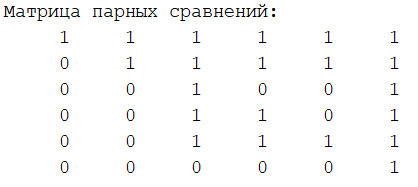 Матрица парных сравнений:
1 1 1 1 1 1
0 1 1 1 1 1
0 0 1 0 0 1
0 0 1 1 0 1
0 0 1 1 1 1
0 0 0 0 0 1